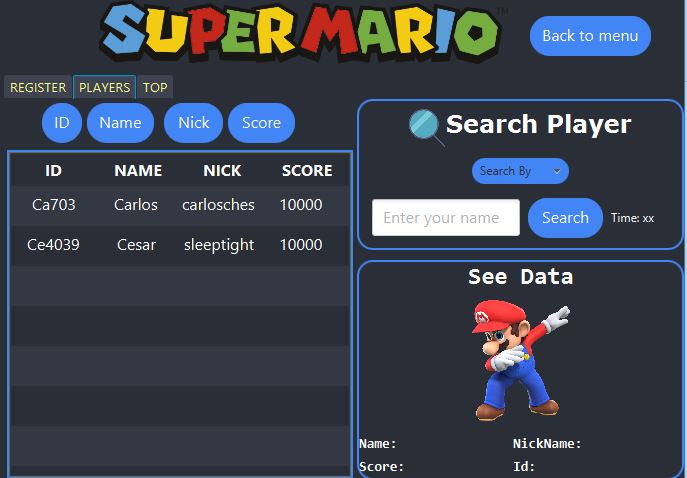 SUPER MARIO™
Back to menu
REGISTER PLAYERS TOP
ID Name Nick Score
ID NAME NICK SCORE
Ca703 Carlos carlosches 10000
Ce4039 Cesar sleeptight 10000
Search Player
Search By
Enter your name Search Time: xx
See Data
Name: NickName:
Score: Id: